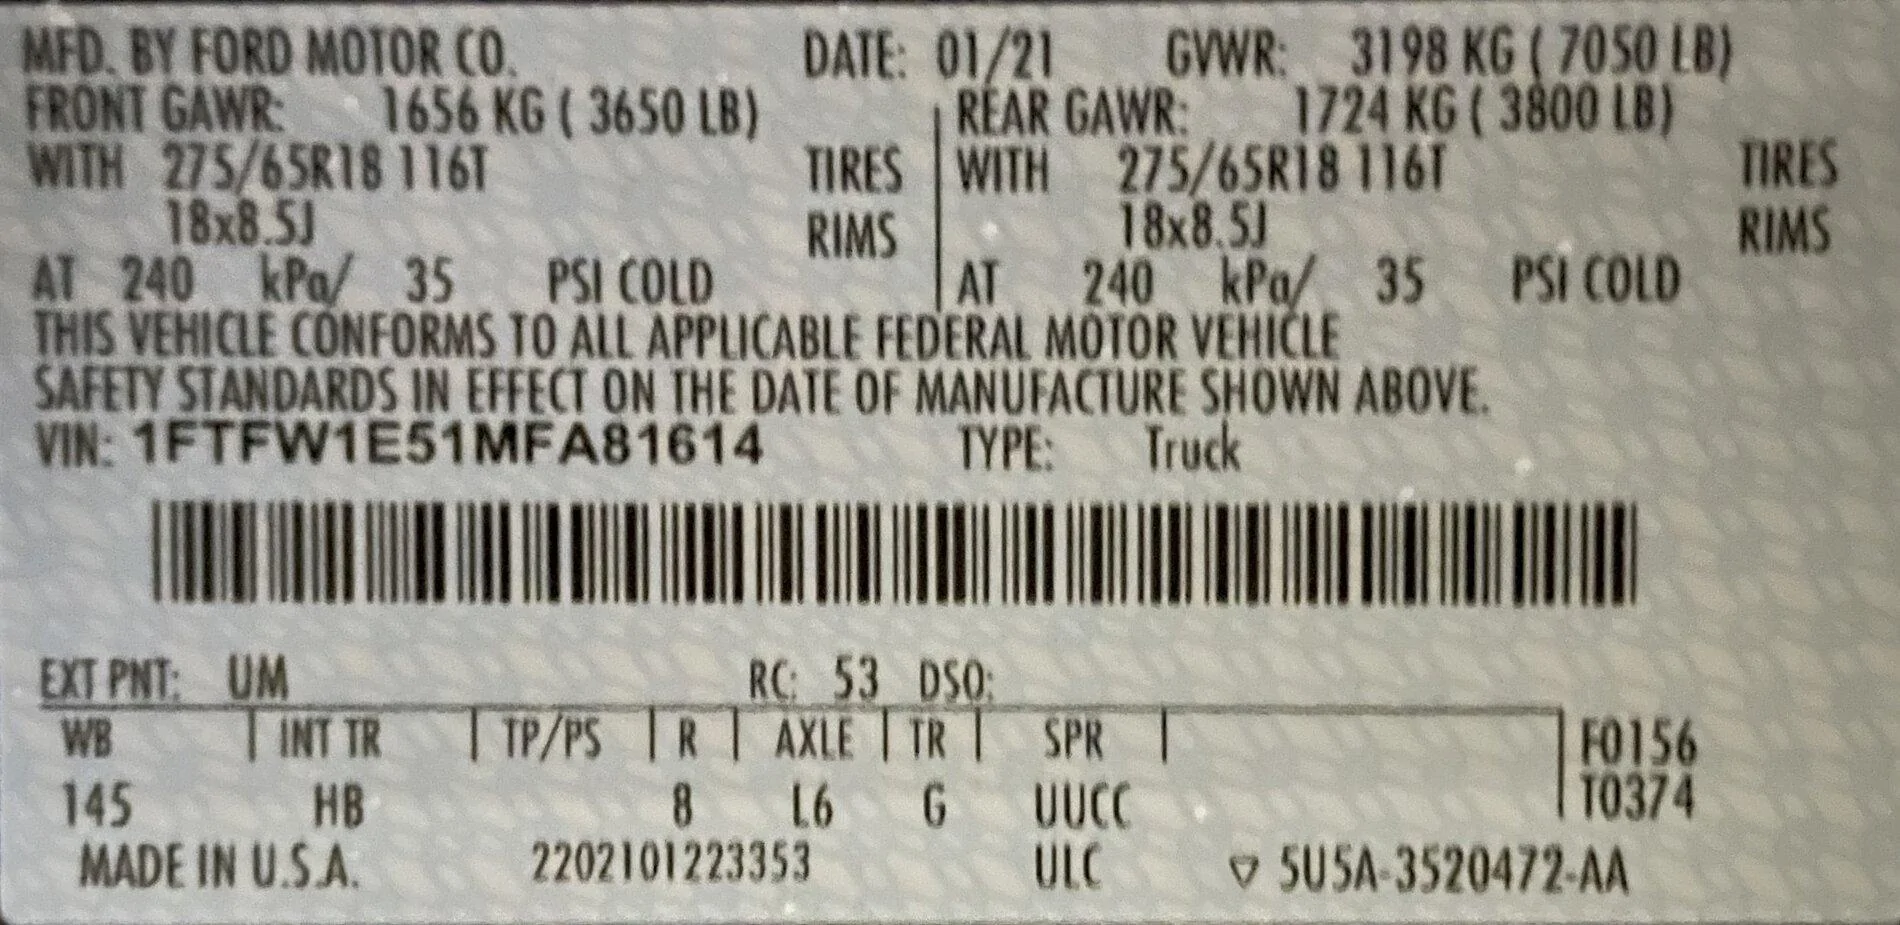 MFD. BY FORD MOTOR CO. DATE: 01/21 GVWR: 3198 KG ( 7050 LB)
FRONT GAWR: 1656 KG ( 3650 LB) REAR GAWR: 1724 KG ( 3800 LB)
WITH 275/65R18 116T TIRES WITH 275/65R18 116T TIRES
18x8.5J RIMS 18x8.5J RIMS
AT 240 kPa/ 35 PSI COLD AT 240 kPa/ 35 PSI COLD
THIS VEHICLE CONFORMS TO ALL APPLICABLE FEDERAL MOTOR VEHICLE
SAFETY STANDARDS IN EFFECT ON THE DATE OF MANUFACTURE SHOWN ABOVE.
VIN: 1FTFW1E51MFA81614 TYPE: Truck
EXT PNT: UM RC: 53 DSO:
WB INT TR TP/PS R AXLE TR SPR F0156
145 HB 8 L6 G UUCC T0374
MADE IN U.S.A. 2202101223353 ULC ▽ 5U5A-3520472-AA